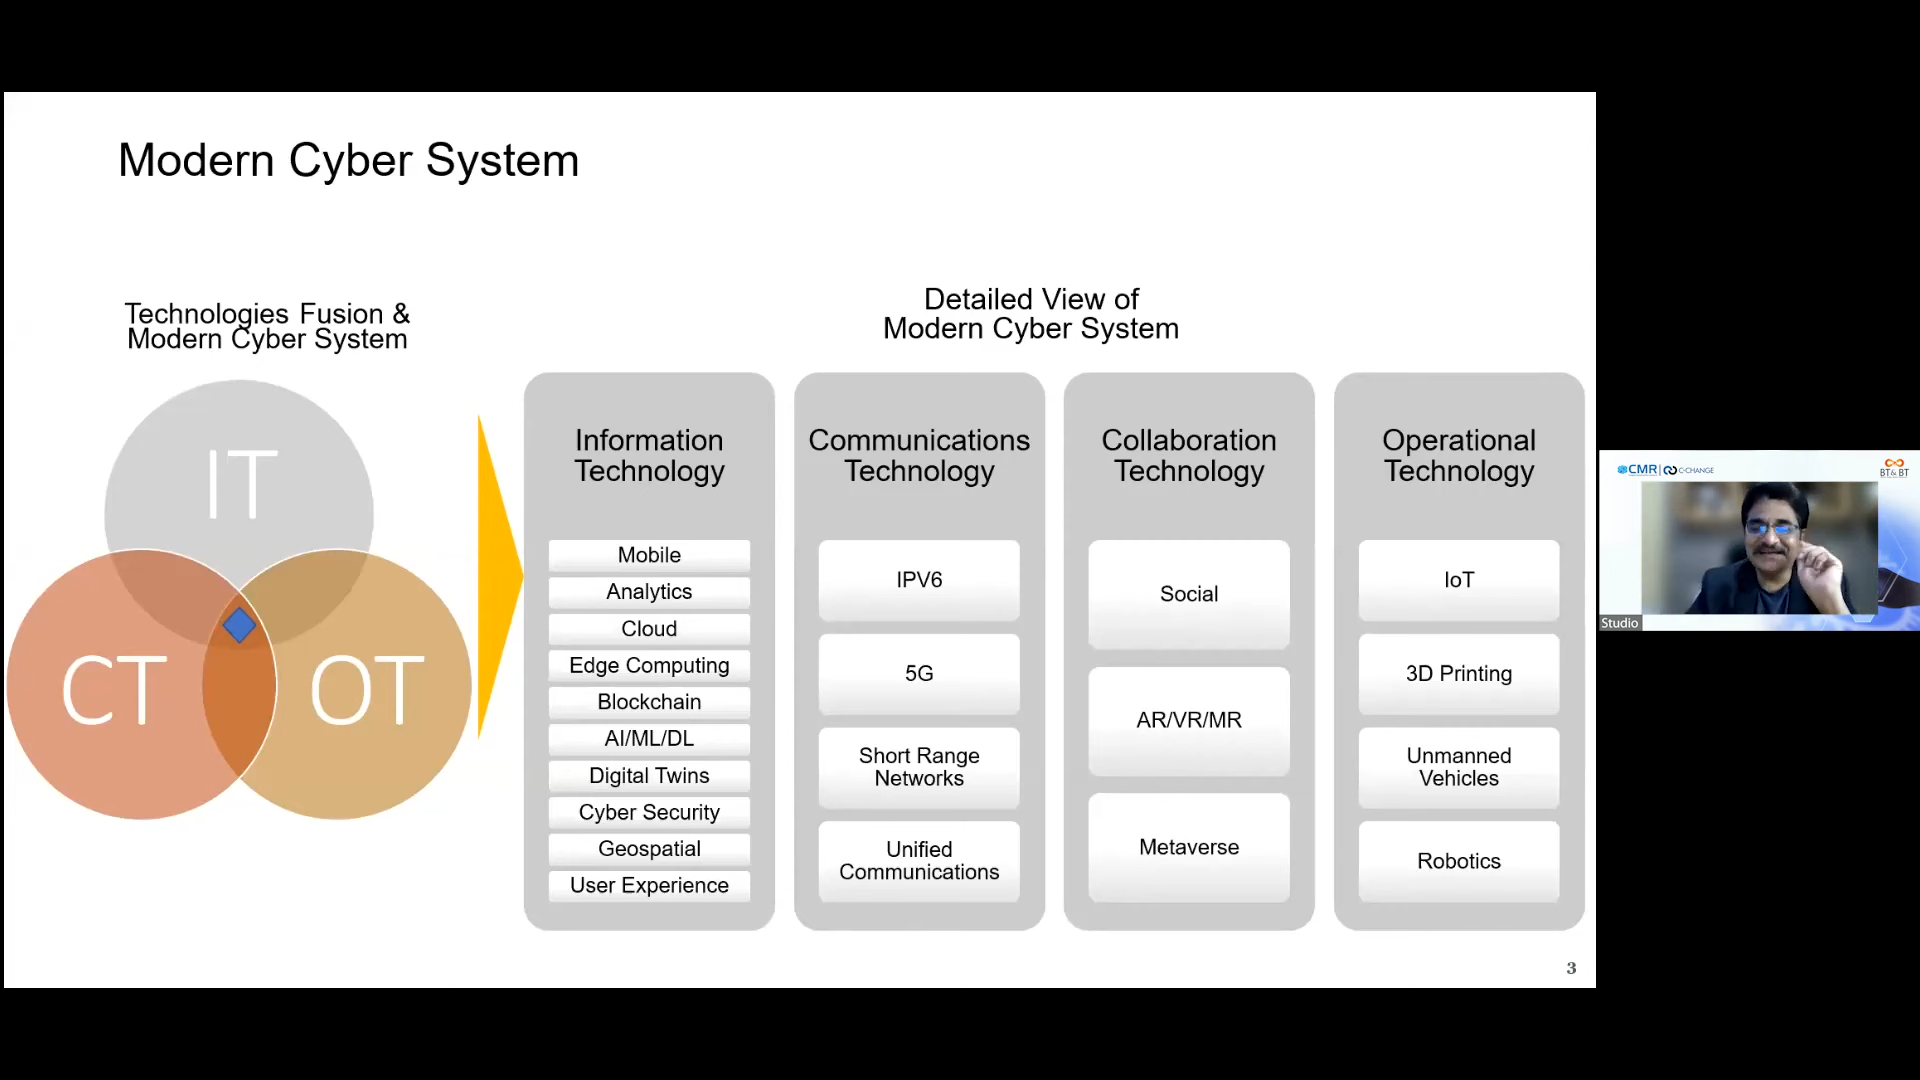 Modern Cyber System
Technologies Fusion &
Modern Cyber System
IT
CT
OT
Detailed View of
Modern Cyber System
Information
Technology
Mobile
Analytics
Cloud
Edge Computing
Blockchain
AI/ML/DL
Digital Twins
Cyber Security
Geospatial
User Experience
Communications
Technology
IPV6
5G
Short Range
Networks
Unified
Communications
Collaboration
Technology
Social
AR/VR/MR
Metaverse
Operational
Technology
IoT
3D Printing
Unmanned
Vehicles
Robotics
3
CMR
C-CHANGE
BT& BT
Studio